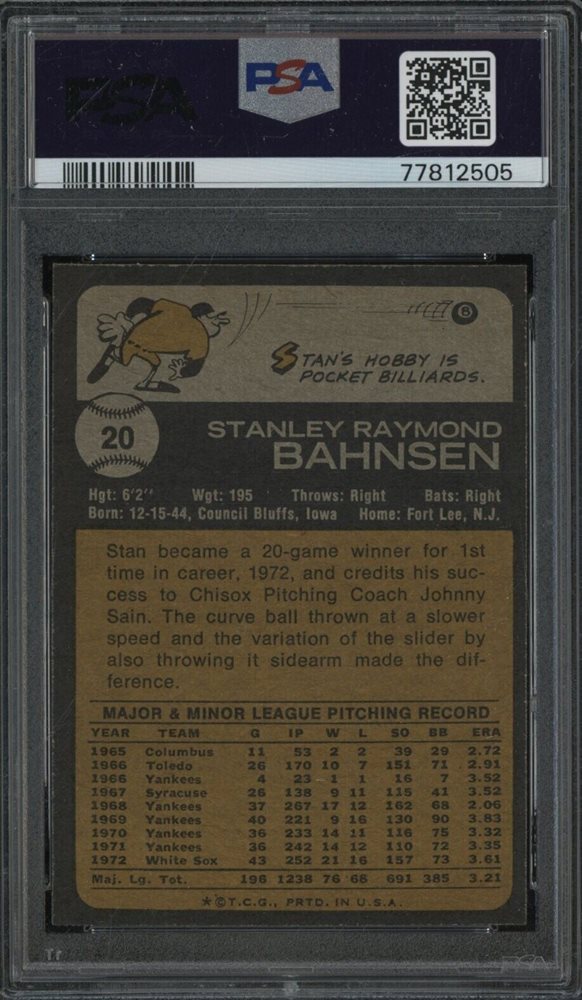 PSA
PSA
77812505
B
STAN'S HOBBY IS
POCKET BILLIARDS.
20
STANLEY RAYMOND
BAHNSEN
Hgt: 6'2" Wgt: 195 Throws: Right Bats: Right
Born: 12-15-44, Council Bluffs, Iowa Home: Fort Lee, N.J.
Stan became a 20-game winner for 1st
time in career, 1972, and credits his suc-
cess to Chisox Pitching Coach Johnny
Sain. The curve ball thrown at a slower
speed and the variation of the slider by
also throwing it sidearm made the dif-
ference.
MAJOR & MINOR LEAGUE PITCHING RECORD
YEAR TEAM G IP W L SO BB ERA
1965 Columbus 11 53 2 2 39 29 2.72
1966 Toledo 26 170 10 7 151 71 2.91
1966 Yankees 4 23 1 1 16 7 3.52
1967 Syracuse 26 138 9 11 115 41 3.52
1968 Yankees 37 267 17 12 162 68 2.06
1969 Yankees 40 221 9 16 130 90 3.83
1970 Yankees 36 233 14 11 116 75 3.32
1971 Yankees 36 242 14 12 110 72 3.35
1972 White Sox 43 252 21 16 157 73 3.61
Maj. Lg. Tot. 196 1238 76 68 691 385 3.21
★©T.C.G., PRTD. IN U.S.A.